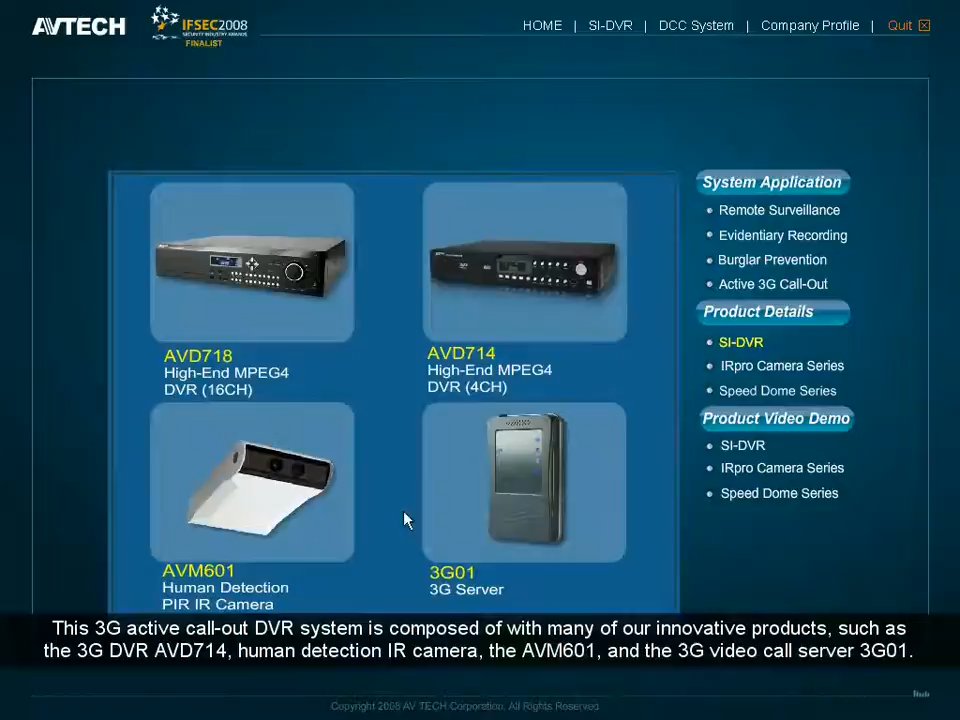 AVTECH
IFSEC2008
SECURITY INDUSTRY AWARDS
FINALIST
HOME | SI-DVR | DCC System | Company Profile | Quit
System Application
Remote Surveillance
Evidentiary Recording
Burglar Prevention
Active 3G Call-Out
Product Details
SI-DVR
IRpro Camera Series
Speed Dome Series
Product Video Demo
SI-DVR
IRpro Camera Series
Speed Dome Series
AVD718
High-End MPEG4
DVR (16CH)
AVD714
High-End MPEG4
DVR (4CH)
AVM601
Human Detection
PIR IR Camera
3G01
3G Server
This 3G active call-out DVR system is composed of with many of our innovative products, such as
the 3G DVR AVD714, human detection IR camera, the AVM601, and the 3G video call server 3G01.
Copyright 2008 AV TECH Corporation. All Rights Reserved